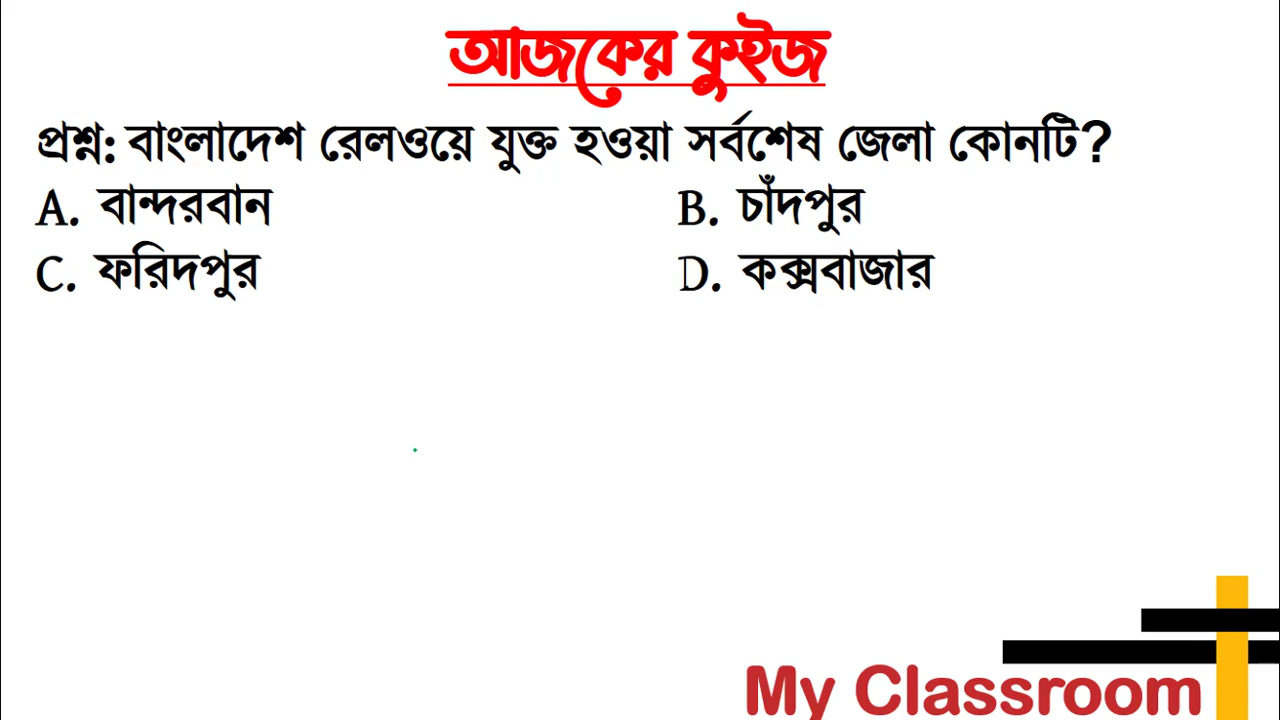 আজকের কুইজ
প্রশ্ন: বাংলাদেশ রেলওয়ে যুক্ত হওয়া সর্বশেষ জেলা কোনটি?
A. বান্দরবান B. চাঁদপুর
C. ফরিদপুর D. কক্সবাজার
My Classroom